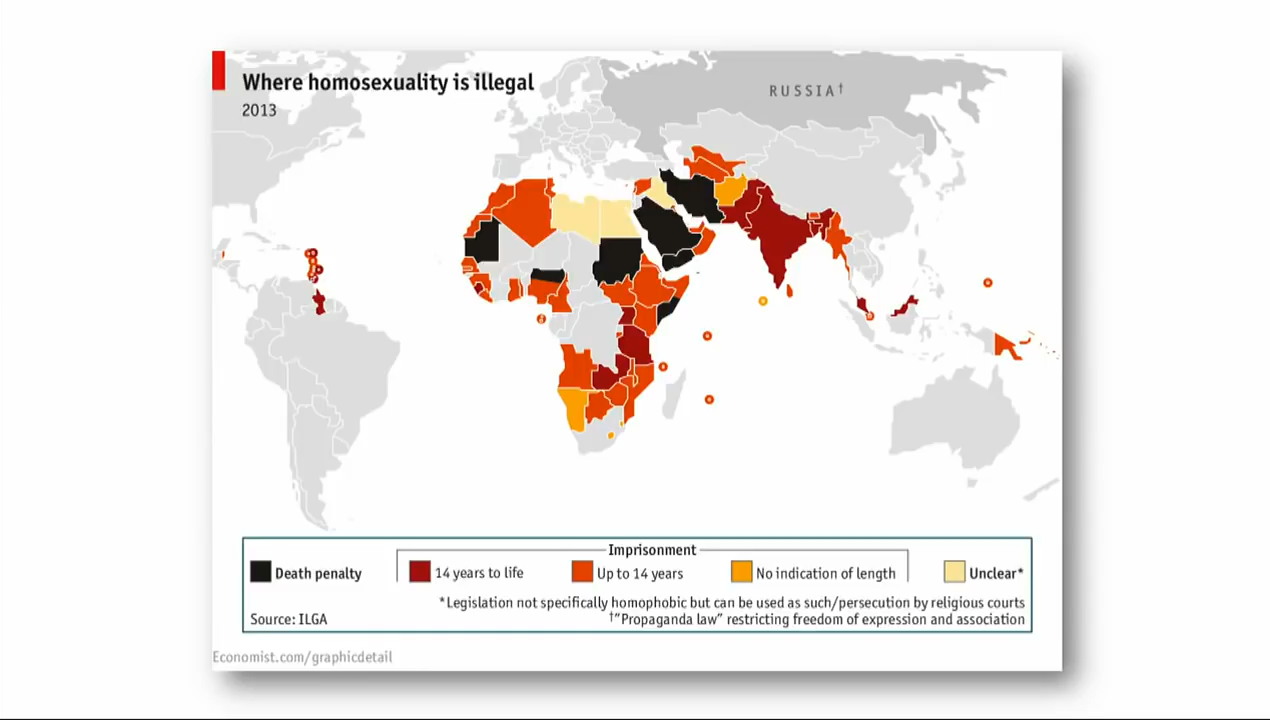 Where homosexuality is illegal
2013
RUSSIA†
Imprisonment
Death penalty
14 years to life
Up to 14 years
No indication of length
Unclear*
*Legislation not specifically homophobic but can be used as such/persecution by religious courts
Source: ILGA
†"Propaganda law" restricting freedom of expression and association
Economist.com/graphicdetail